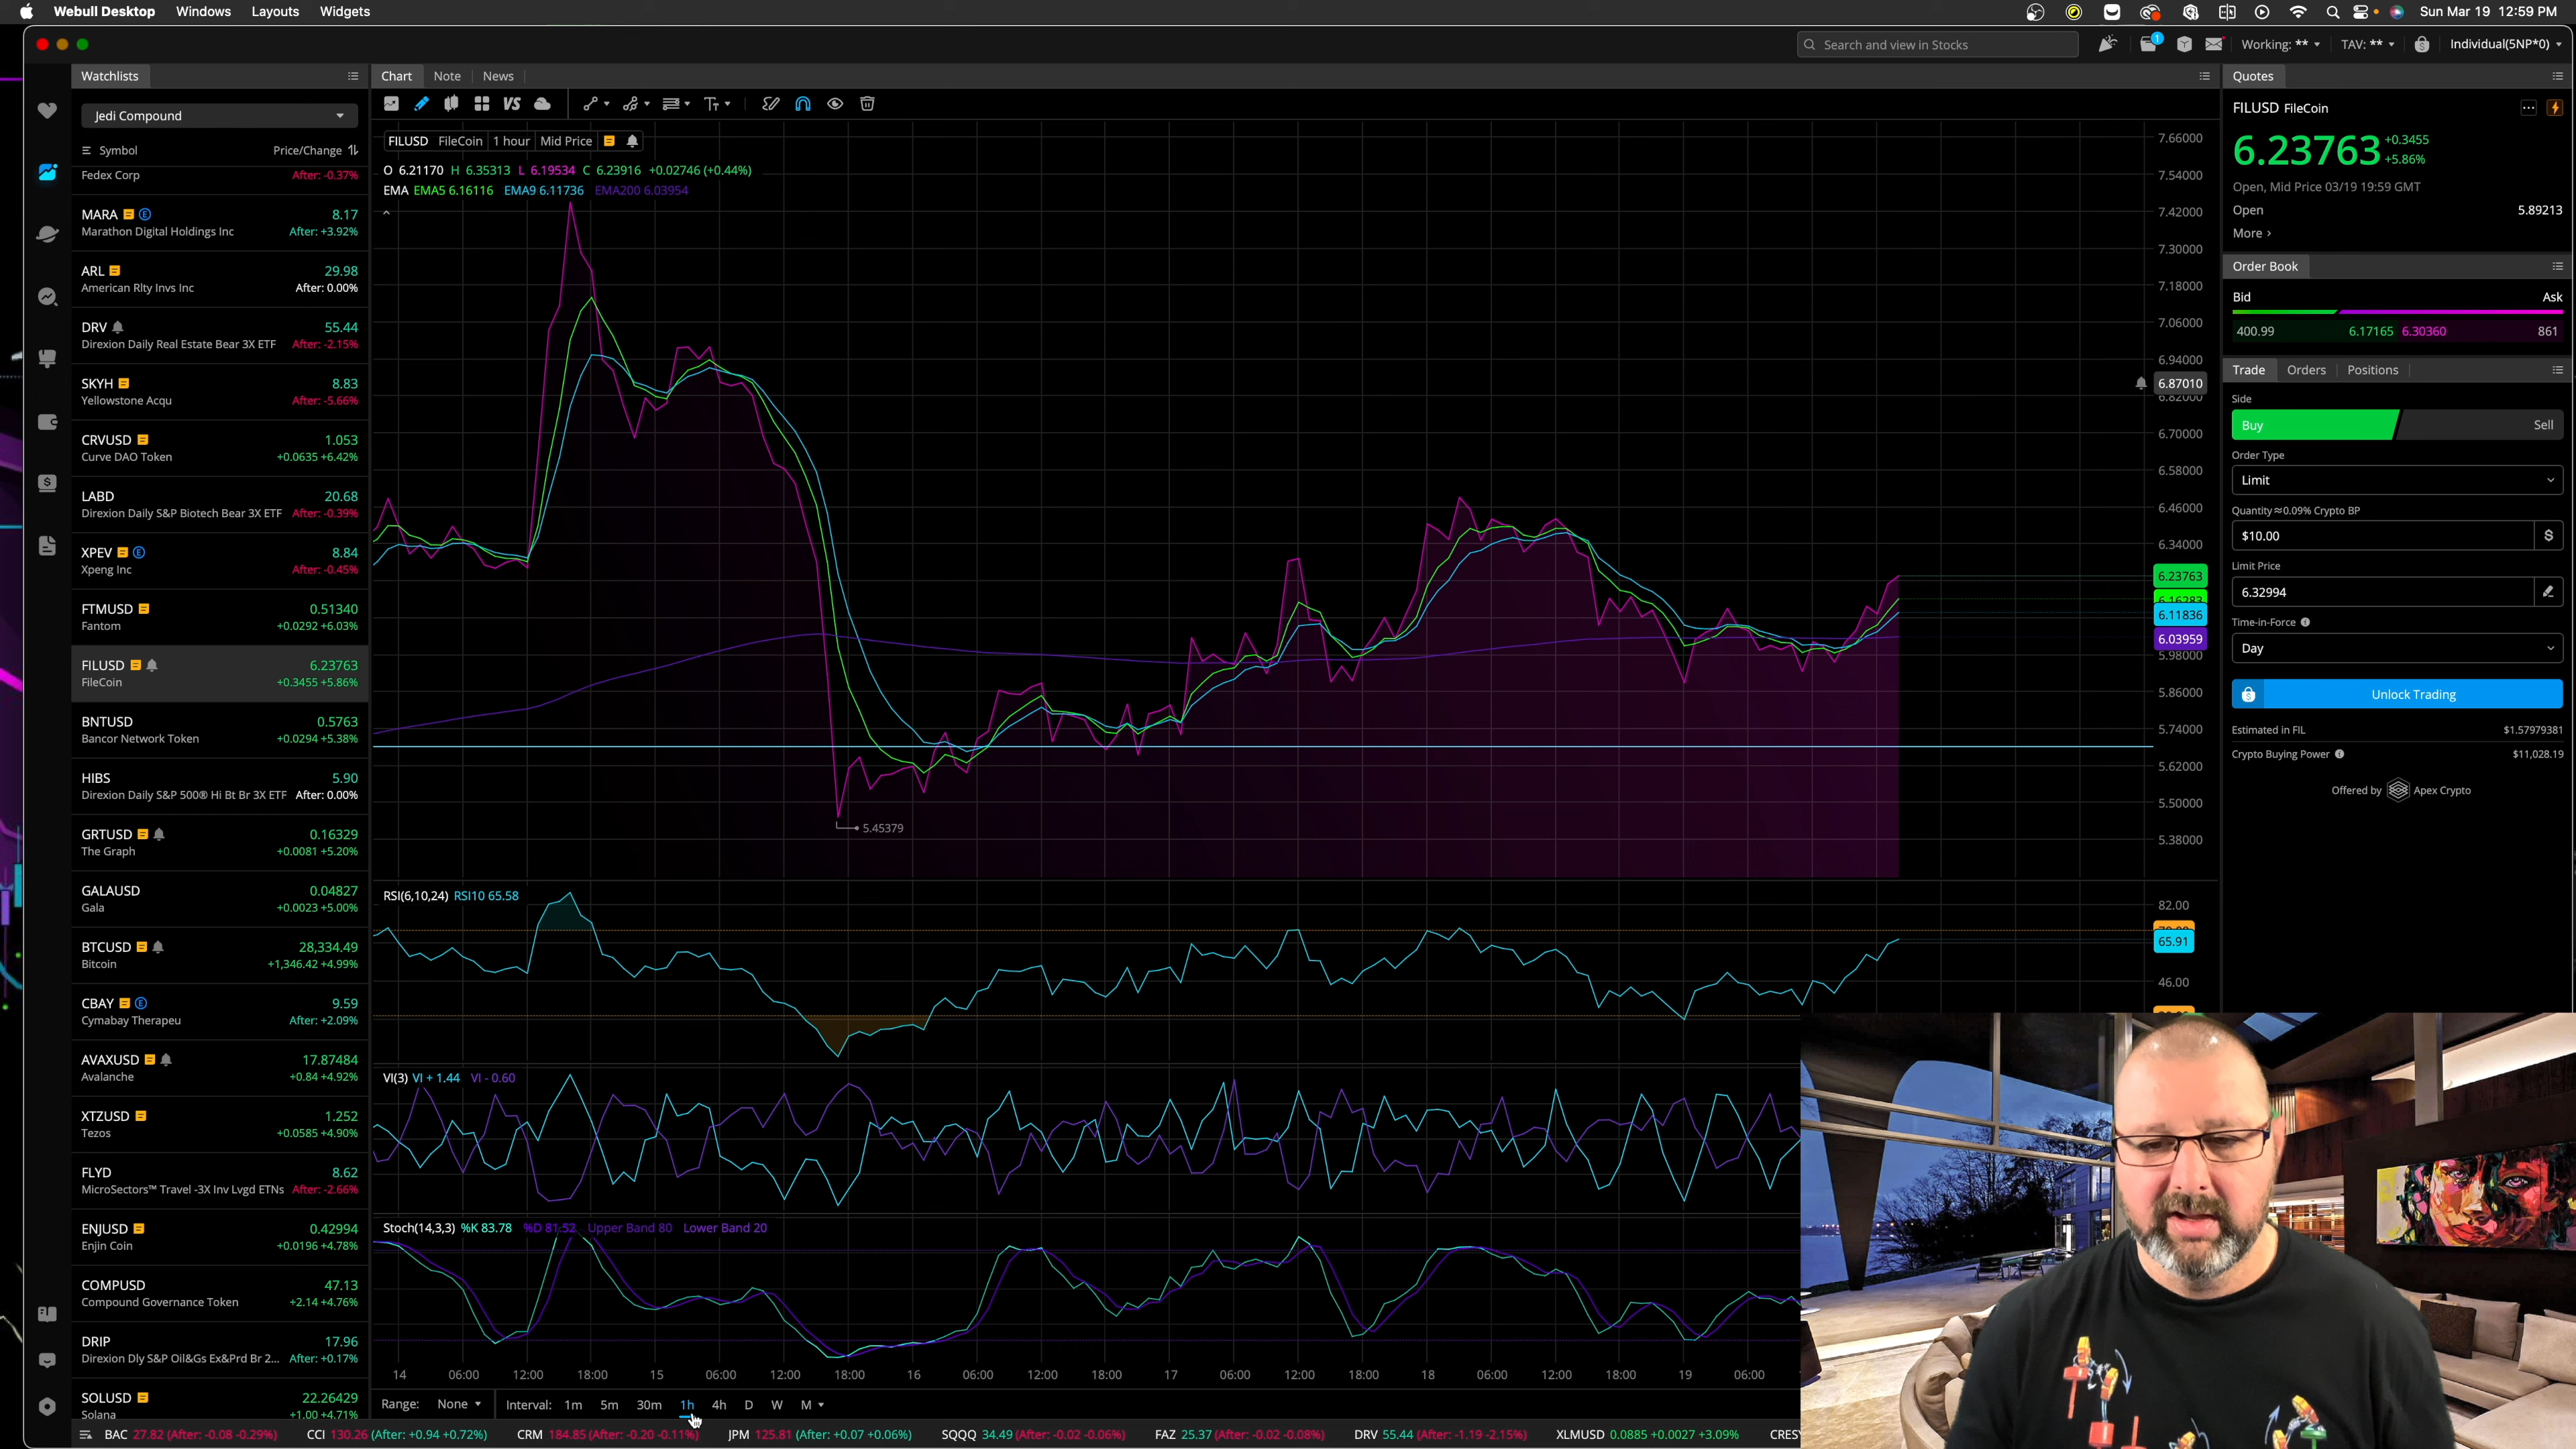 Webull Desktop Windows Layouts Widgets Sun Mar 19 12:59 PM
Search and view in Stocks 1 Working: ** TAV: ** Individual(5NP*0)
Watchlists
Jedi Compound
Symbol Price/Change
Fedex Corp After: -0.37%
MARA E 8.17
Marathon Digital Holdings Inc After: +3.92%
ARL 29.98
American Rlty Invs Inc After: 0.00%
DRV 55.44
Direxion Daily Real Estate Bear 3X ETF After: -2.15%
SKYH 8.83
Yellowstone Acqu After: -5.66%
CRVUSD 1.053
Curve DAO Token +0.0635 +6.42%
LABD 20.68
Direxion Daily S&P Biotech Bear 3X ETF After: -0.39%
XPEV E 8.84
Xpeng Inc After: -0.45%
FTMUSD 0.51340
Fantom +0.0292 +6.03%
FILUSD 6.23763
FileCoin +0.3455 +5.86%
BNTUSD 0.5763
Bancor Network Token +0.0294 +5.38%
HIBS 5.90
Direxion Daily S&P 500® Hi Bt Br 3X ETF After: 0.00%
GRTUSD 0.16329
The Graph +0.0081 +5.20%
GALAUSD 0.04827
Gala +0.0023 +5.00%
BTCUSD 28,334.49
Bitcoin +1,346.42 +4.99%
CBAY E 9.59
Cymabay Therapeu After: +2.09%
AVAXUSD 17.87484
Avalanche +0.84 +4.92%
XTZUSD 1.252
Tezos +0.0585 +4.90%
FLYD 8.62
MicroSectors™ Travel -3X Inv Lvgd ETNs After: -2.66%
ENJUSD 0.42994
Enjin Coin +0.0196 +4.78%
COMPUSD 47.13
Compound Governance Token +2.14 +4.76%
DRIP 17.96
Direxion Dly S&P Oil&Gs Ex&Prd Br 2... After: +0.17%
SOLUSD 22.26429
Solana +1.00 +4.71%
Chart Note News
VS T
FILUSD FileCoin 1 hour Mid Price
O 6.21170 H 6.35313 L 6.19534 C 6.23916 +0.02746 (+0.44%)
EMA EMA5 6.16116 EMA9 6.11736 EMA200 6.03954
7.66000
7.54000
7.42000
7.30000
7.18000
7.06000
6.94000
6.87010
6.82000
6.70000
6.58000
6.46000
6.34000
6.23763
6.16283
6.11836
6.03959
5.98000
5.86000
5.74000
5.62000
5.50000
5.38000
5.45379
RSI(6,10,24) RSI10 65.58
82.00
65.91
46.00
VI(3) VI + 1.44 VI - 0.60
Stoch(14,3,3) %K 83.78 %D 81.52 Upper Band 80 Lower Band 20
14 06:00 12:00 18:00 15 06:00 12:00 18:00 16 06:00 12:00 18:00 17 06:00 12:00 18:00 18 06:00 12:00 18:00 19 06:00
Range: None Interval: 1m 5m 30m 1h 4h D W M
BAC 27.82 (After: -0.08 -0.29%) CCI 130.26 (After: +0.94 +0.72%) CRM 184.85 (After: -0.20 -0.11%) JPM 125.81 (After: +0.07 +0.06%) SQQQ 34.49 (After: -0.02 -0.06%) FAZ 25.37 (After: -0.02 -0.08%) DRV 55.44 (After: -1.19 -2.15%) XLMUSD 0.0885 +0.0027 +3.09% CRES
Quotes
FILUSD FileCoin
6.23763 +0.3455
+5.86%
Open, Mid Price 03/19 19:59 GMT
Open 5.89213
More
Order Book
Bid Ask
400.99 6.17165 6.30360 861
Trade Orders Positions
Side
Buy Sell
Order Type
Limit
Quantity≈0.09% Crypto BP
$10.00 $
Limit Price
6.32994
Time-in-Force
Day
Unlock Trading
Estimated in FIL $1.57979381
Crypto Buying Power $11,028.19
Offered by Apex Crypto